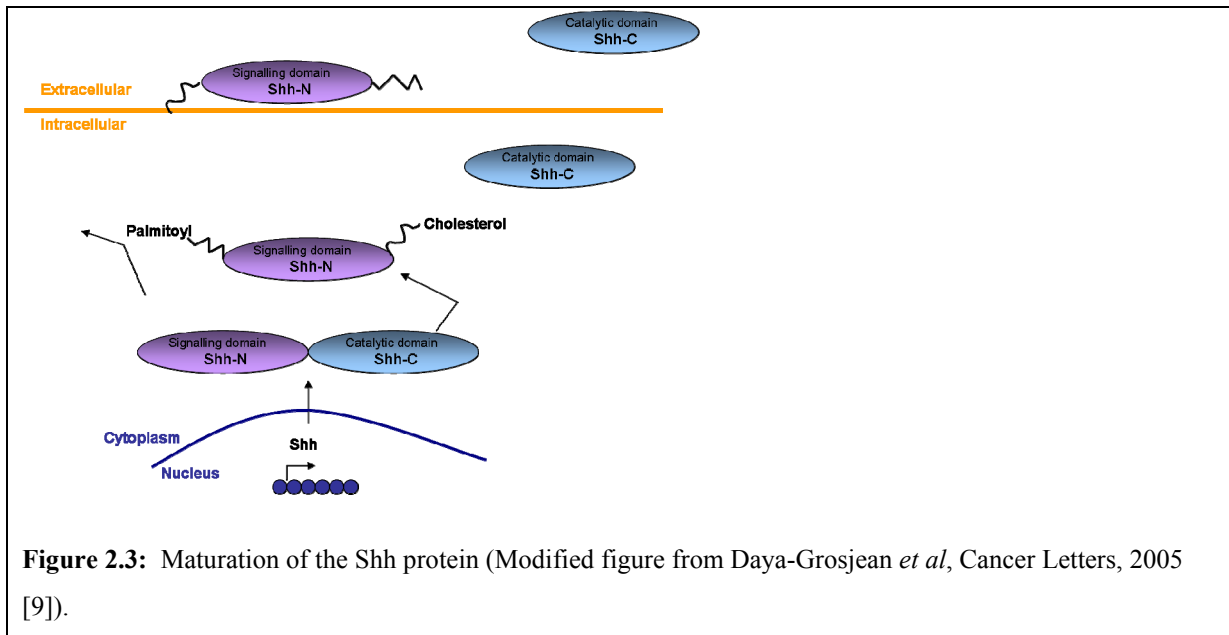 Catalytic domain
Shh-C
Signalling domain
Shh-N
Extracellular
Intracellular
Catalytic domain
Shh-C
Palmitoyl
Cholesterol
Signalling domain
Shh-N
Signalling domain
Shh-N
Catalytic domain
Shh-C
Cytoplasm
Shh
Nucleus
Figure 2.3: Maturation of the Shh protein (Modified figure from Daya-Grosjean et al, Cancer Letters, 2005
[9]).